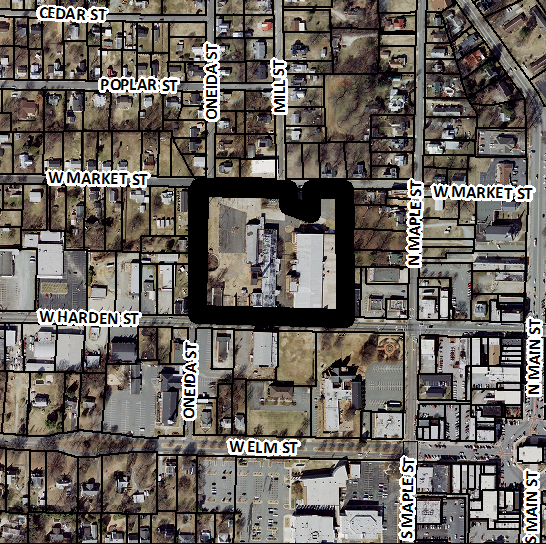 CEDAR ST
ONEIDA ST
MILL ST
POPLAR ST
W MARKET ST
N MAPLE ST
W MARKET ST
W HARDEN ST
N MAIN ST
ONEIDA ST
W ELM ST
S MAPLE ST
S MAIN ST